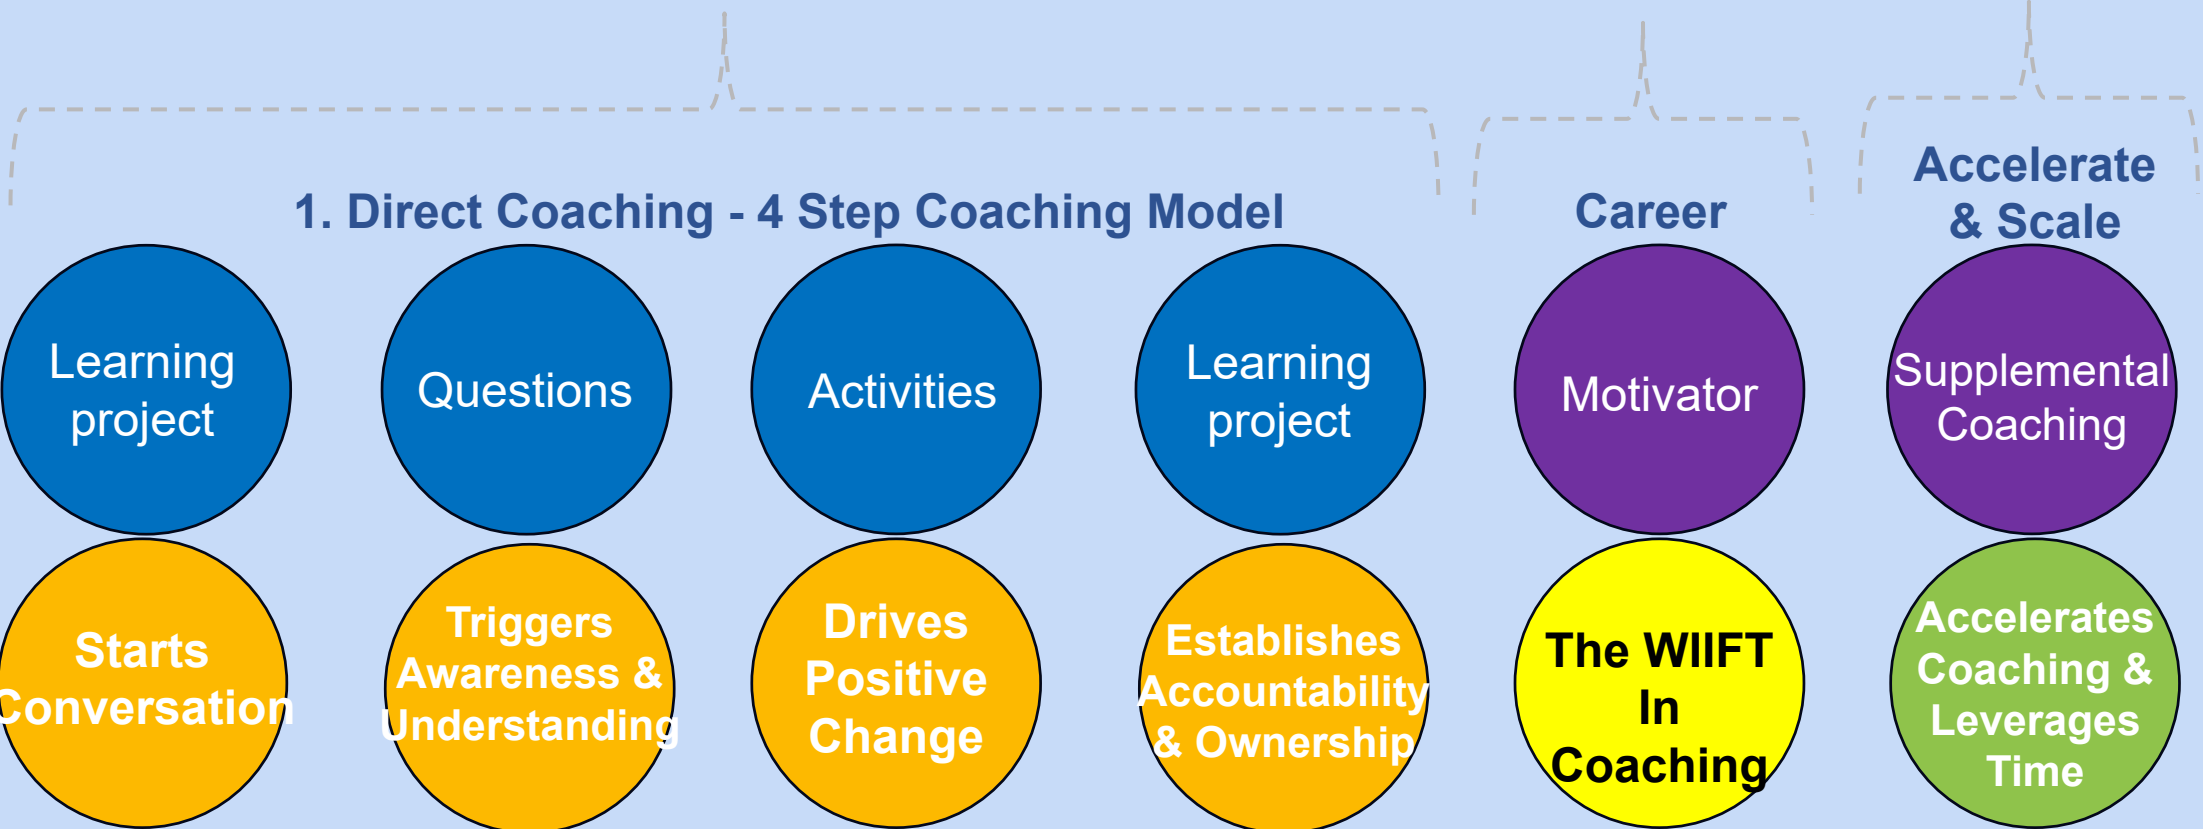 1. Direct Coaching - 4 Step Coaching Model
Career
Accelerate
& Scale
Learning
project
Questions
Activities
Learning
project
Motivator
Supplemental
Coaching
Starts
Conversation
Triggers
Awareness &
Understanding
Drives
Positive
Change
Establishes
Accountability
& Ownership
The WIIFT
In
Coaching
Accelerates
Coaching &
Leverages
Time